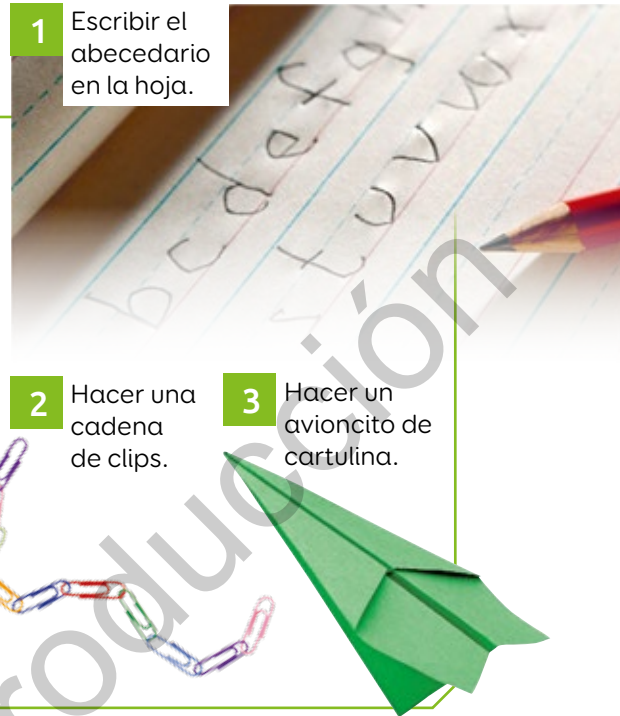 1
Escribir el
abecedario
en la hoja.
b c d e f g h
s t u v w x
2
Hacer una
cadena
de clips.
3
Hacer un
avioncito de
cartulina.
roducción